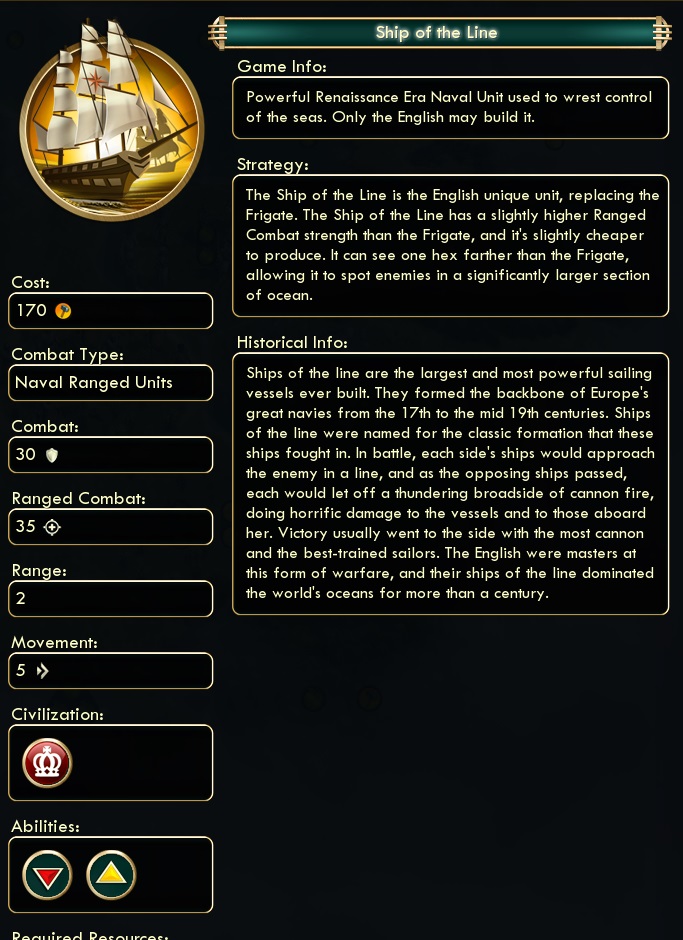 Ship of the Line
Game Info:
Powerful Renaissance Era Naval Unit used to wrest control
of the seas. Only the English may build it.
Strategy:
The Ship of the Line is the English unique unit, replacing the
Frigate. The Ship of the Line has a slightly higher Ranged
Combat strength than the Frigate, and it's slightly cheaper
to produce. It can see one hex farther than the Frigate,
allowing it to spot enemies in a significantly larger section
of ocean.
Historical Info:
Ships of the line are the largest and most powerful sailing
vessels ever built. They formed the backbone of Europe's
great navies from the 17th to the mid 19th centuries. Ships
of the line were named for the classic formation that these
ships fought in. In battle, each side's ships would approach
the enemy in a line, and as the opposing ships passed,
each would let off a thundering broadside of cannon fire,
doing horrific damage to the vessels and to those aboard
her. Victory usually went to the side with the most cannon
and the best-trained sailors. The English were masters at
this form of warfare, and their ships of the line dominated
the world's oceans for more than a century.
Cost:
170
Combat Type:
Naval Ranged Units
Combat:
30
Ranged Combat:
35
Range:
2
Movement:
5
Civilization:
Abilities:
Required Resources: